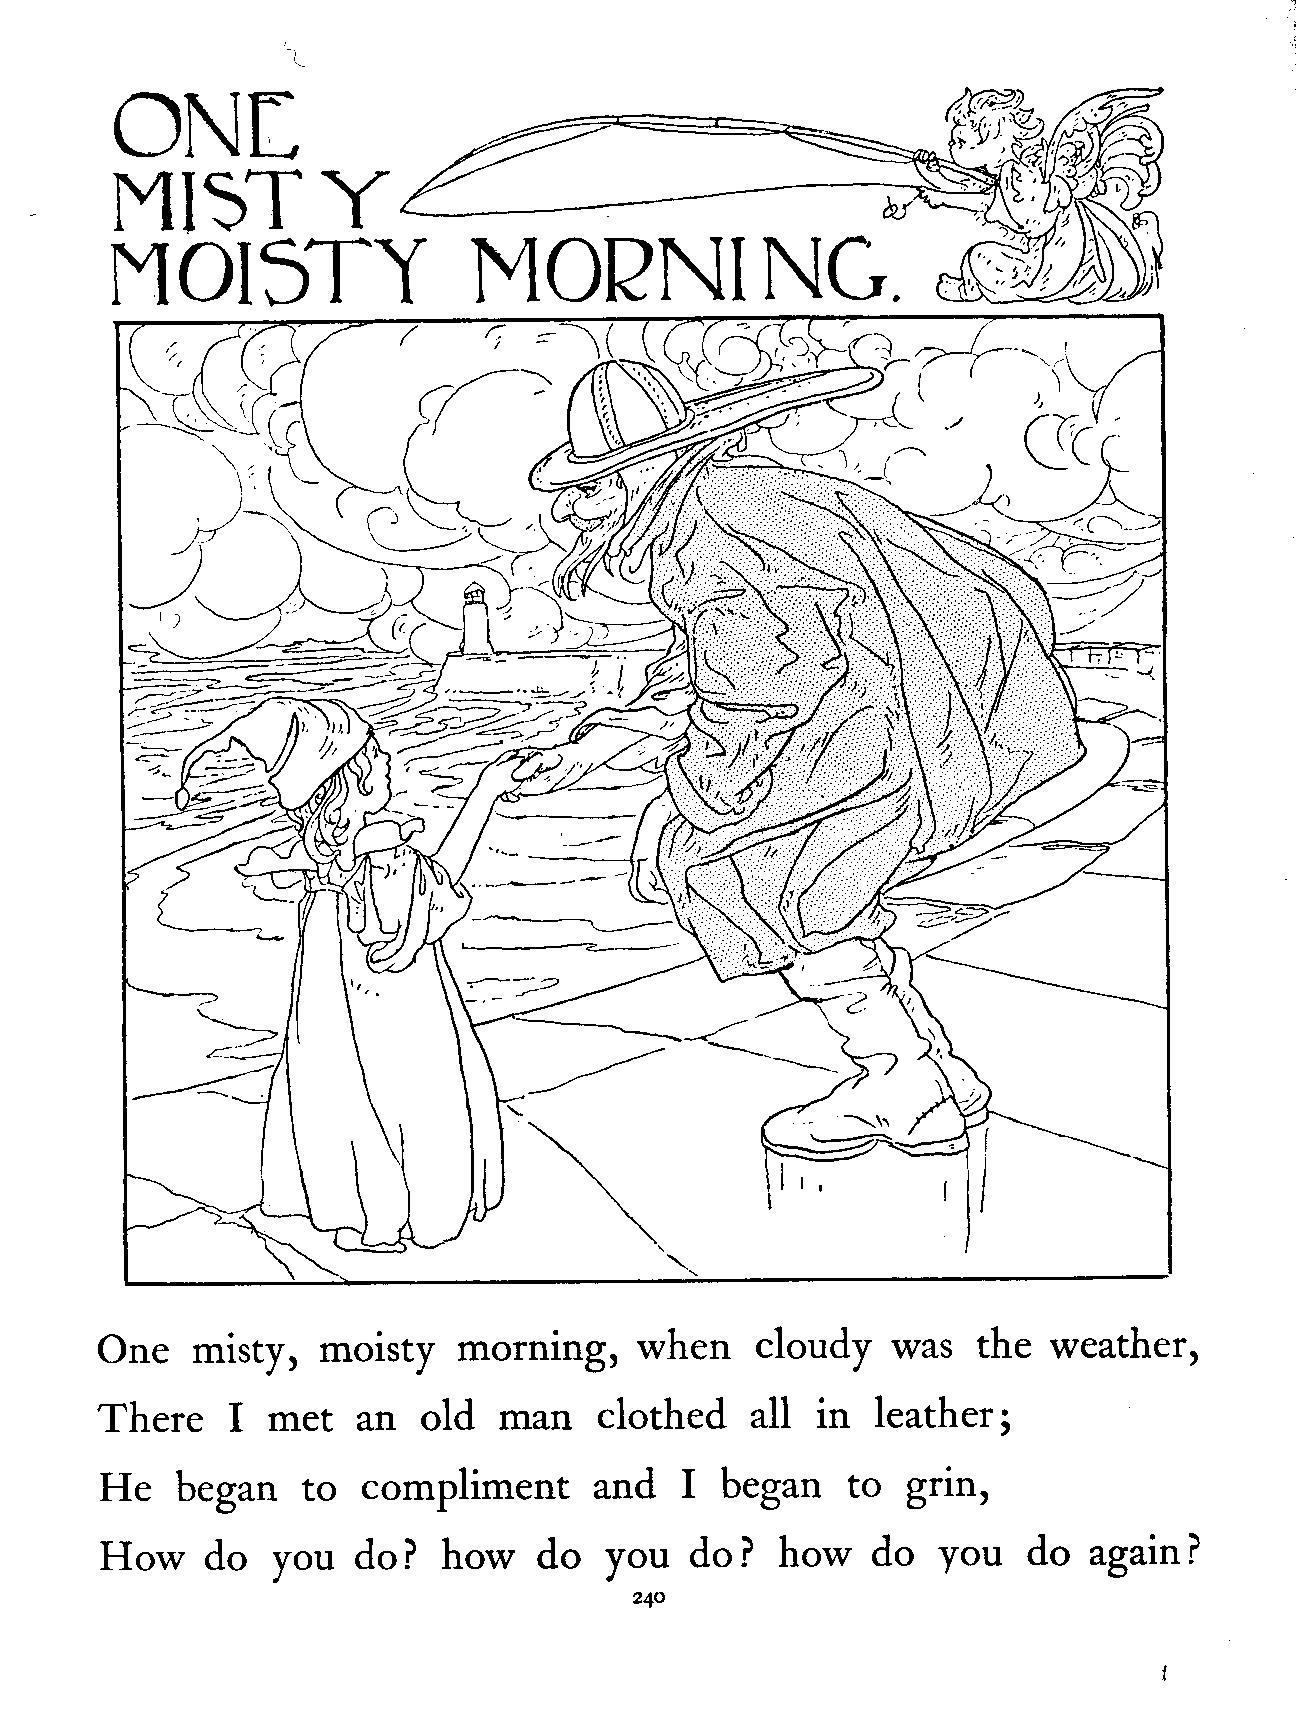 ONE
MISTY
MOISTY MORNING.
One misty, moisty morning, when cloudy was the weather,
There I met an old man clothed all in leather;
He began to compliment and I began to grin,
How do you do? how do you do? how do you do again?
240